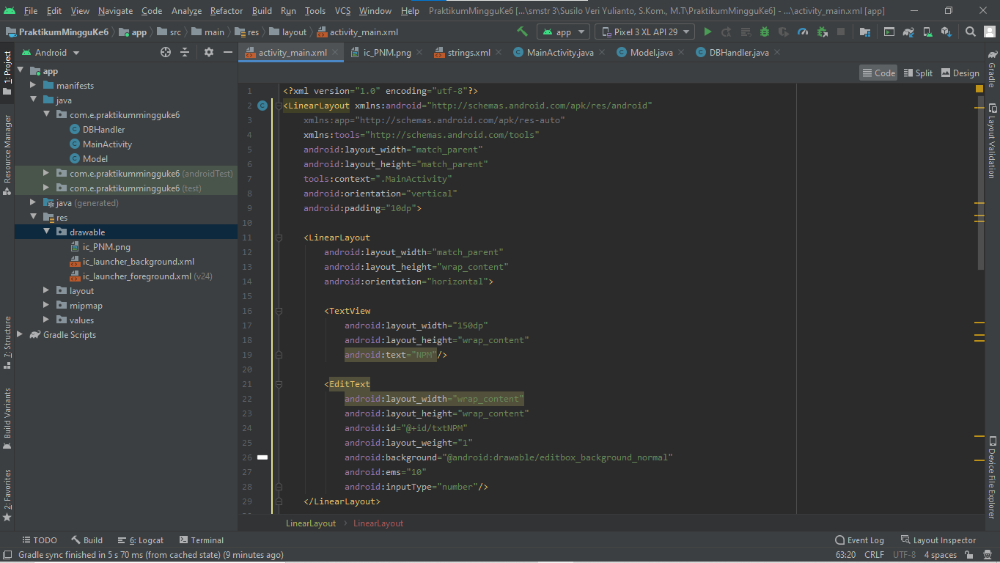 File Edit View Navigate Code Analyze Refactor Build Run Tools VCS Window Help PraktikumMingguKe6 [...\smstr 3\Susilo Veri Yulianto, S.Kom., M.T\PraktikumMingguKe6] - ...\activity_main.xml [app]
PraktikumMingguKe6 app src main res layout activity_main.xml app Pixel 3 XL API 29
Android activity_main.xml ic_PNM.png strings.xml MainActivity.java Model.java DBHandler.java
Code Split Design
1: Project
Resource Manager
7: Structure
Build Variants
2: Favorites
app
manifests
java
com.e.praktikummingguke6
DBHandler
MainActivity
Model
com.e.praktikummingguke6 (androidTest)
com.e.praktikummingguke6 (test)
java (generated)
res
drawable
ic_PNM.png
ic_launcher_background.xml
ic_launcher_foreground.xml (v24)
layout
mipmap
values
Gradle Scripts
1 <?xml version="1.0" encoding="utf-8"?>
2 <LinearLayout xmlns:android="http://schemas.android.com/apk/res/android"
3 xmlns:app="http://schemas.android.com/apk/res-auto"
4 xmlns:tools="http://schemas.android.com/tools"
5 android:layout_width="match_parent"
6 android:layout_height="match_parent"
7 tools:context=".MainActivity"
8 android:orientation="vertical"
9 android:padding="10dp">
10
11 <LinearLayout
12 android:layout_width="match_parent"
13 android:layout_height="wrap_content"
14 android:orientation="horizontal">
15
16 <TextView
17 android:layout_width="150dp"
18 android:layout_height="wrap_content"
19 android:text="NPM"/>
20
21 <EditText
22 android:layout_width="wrap_content"
23 android:layout_height="wrap_content"
24 android:id="@+id/txtNPM"
25 android:layout_weight="1"
26 android:background="@android:drawable/editbox_background_normal"
27 android:ems="10"
28 android:inputType="number"/>
29 </LinearLayout>
LinearLayout › LinearLayout
Gradle
Layout Validation
Device File Explorer
TODO Build 6: Logcat Terminal Event Log Layout Inspector
Gradle sync finished in 5 s 70 ms (from cached state) (9 minutes ago) 63:20 CRLF UTF-8 4 spaces